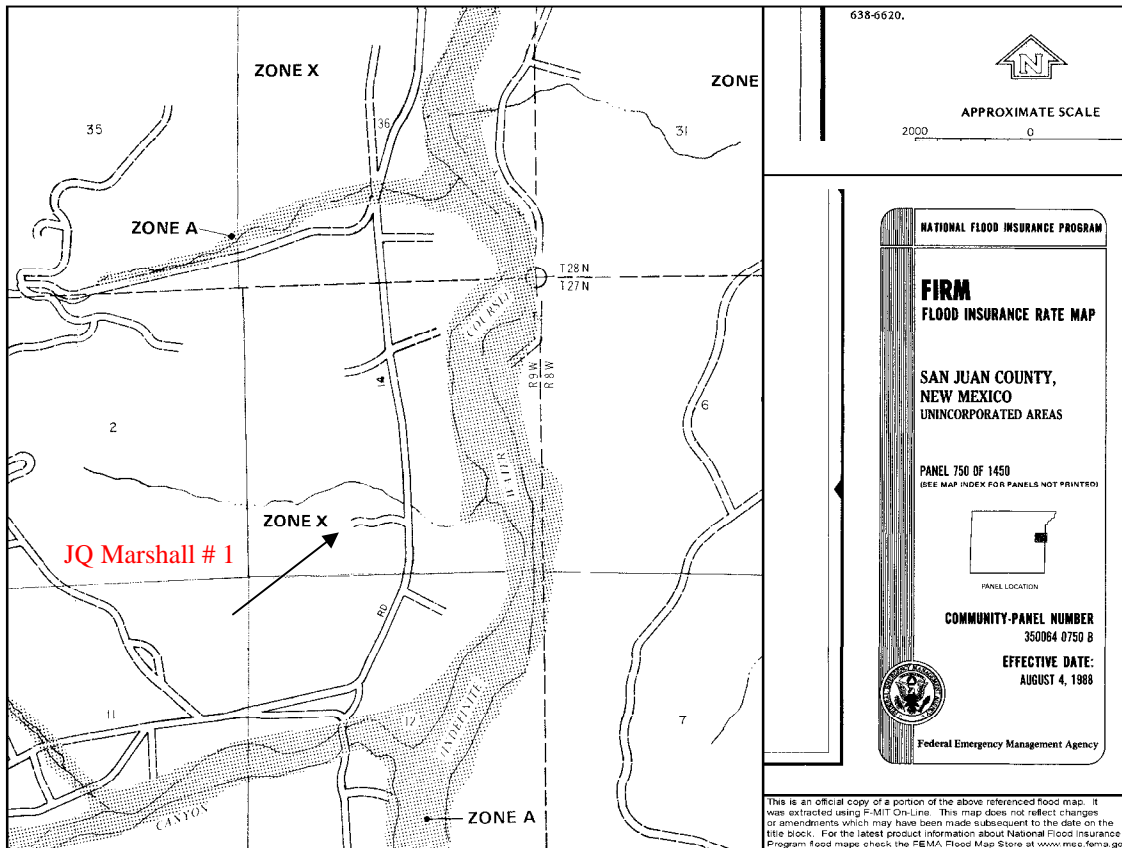 638-6620.
N
APPROXIMATE SCALE
2000 0
ZONE X
ZONE
35
36
31
ZONE A
T28N
T27N
COURSE
R9W R8W
2
6
WATER
ZONE X
JQ Marshall # 1
RD
11
12
INDEFINITE
7
ZONE A
CANYON
NATIONAL FLOOD INSURANCE PROGRAM
FIRM
FLOOD INSURANCE RATE MAP
SAN JUAN COUNTY,
NEW MEXICO
UNINCORPORATED AREAS
PANEL 750 OF 1450
(SEE MAP INDEX FOR PANELS NOT PRINTED)
PANEL LOCATION
COMMUNITY-PANEL NUMBER
350064 0750 B
EFFECTIVE DATE:
AUGUST 4, 1988
Federal Emergency Management Agency
This is an official copy of a portion of the above referenced flood map. It
was extracted using F-MIT On-Line. This map does not reflect changes
or amendments which may have been made subsequent to the date on the
title block. For the latest product information about National Flood Insurance
Program flood maps check the FEMA Flood Map Store at www.msc.fema.go